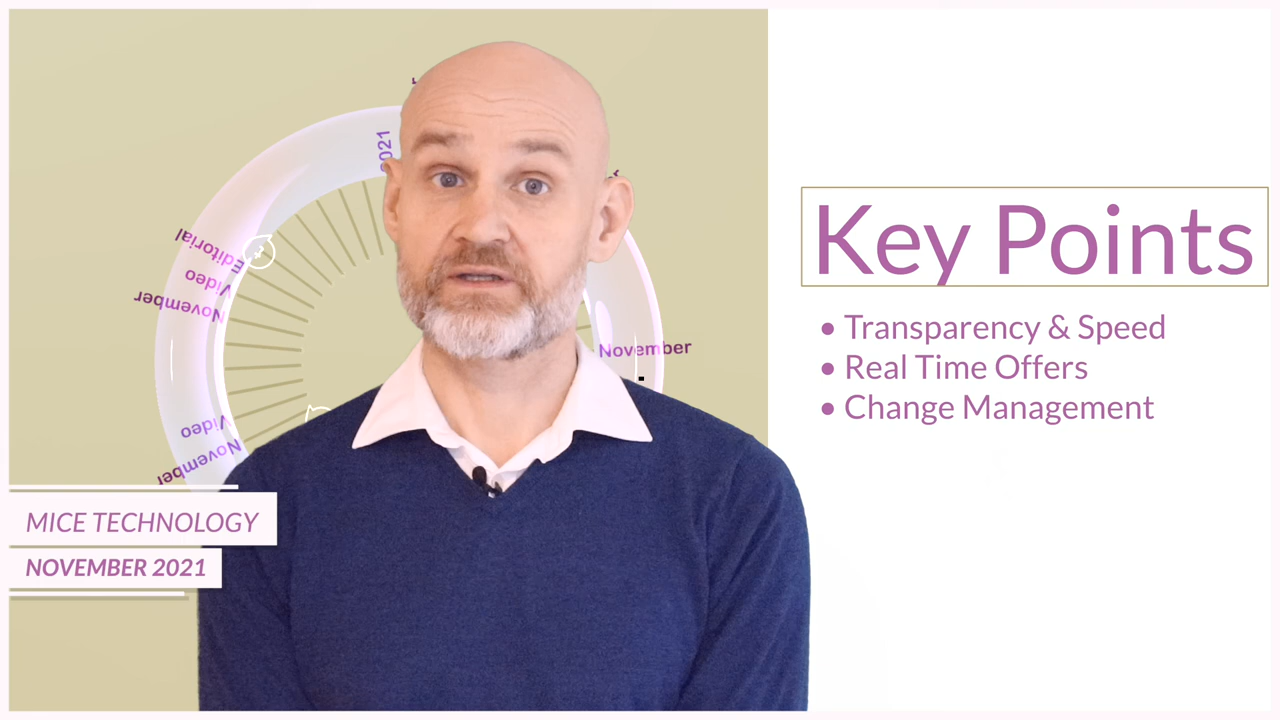 2021
Editorial
Video
November
November
Video
November
Key Points
• Transparency & Speed
• Real Time Offers
• Change Management
MICE TECHNOLOGY
NOVEMBER 2021